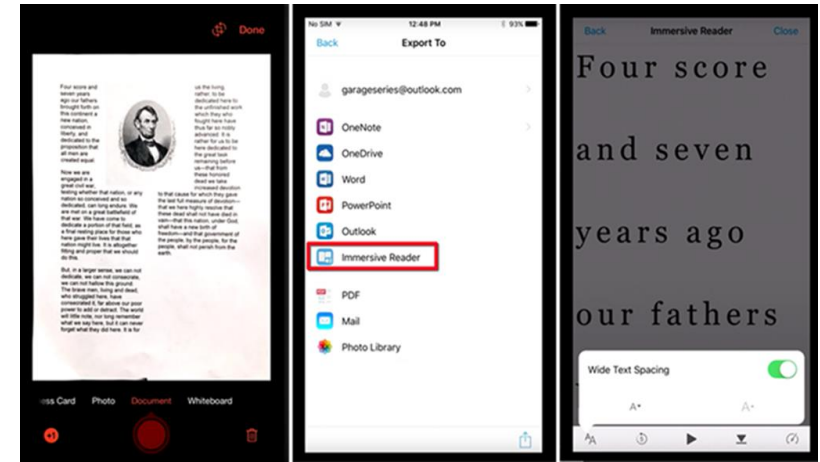 Done
Four score and
seven years
ago our fathers
brought forth on
this continent a
new nation,
conceived in
liberty, and
dedicated to the
proposition that
all men are
created equal.
Now we are
engaged in a
great civil war,
testing whether that nation, or any
nation so conceived and so
dedicated, can long endure. We
are met on a great battlefield of
that war. We have come to
dedicate a portion of that field, as
a final resting place for those who
here gave their lives that that
nation might live. It is altogether
fitting and proper that we should
do this.
But, in a larger sense, we can not
dedicate, we can not consecrate,
we can not hallow this ground.
The brave men, living and dead,
who struggled here, have
consecrated it, far above our poor
power to add or detract. The world
will little note, nor long remember
what we say here, but it can never
forget what they did here. It is for
us the living,
rather, to be
dedicated here to
the unfinished work
which they who
fought here have
thus far so nobly
advanced. It is
rather for us to be
here dedicated to
the great task
remaining before
us—that from
these honored
dead we take
increased devotion
to that cause for which they gave
the last full measure of devotion—
that we here highly resolve that
these dead shall not have died in
vain—that this nation, under God,
shall have a new birth of
freedom—and that government of
the people, by the people, for the
people, shall not perish from the
earth.
ess Card Photo Document Whiteboard
+1
No SIM 12:48 PM 93%
Back Export To
garageseries@outlook.com
OneNote
OneDrive
Word
PowerPoint
Outlook
Immersive Reader
PDF
Mail
Photo Library
Back Immersive Reader Close
Four score
and seven
years ago
our fathers
Wide Text Spacing
A+ A-
AA 5